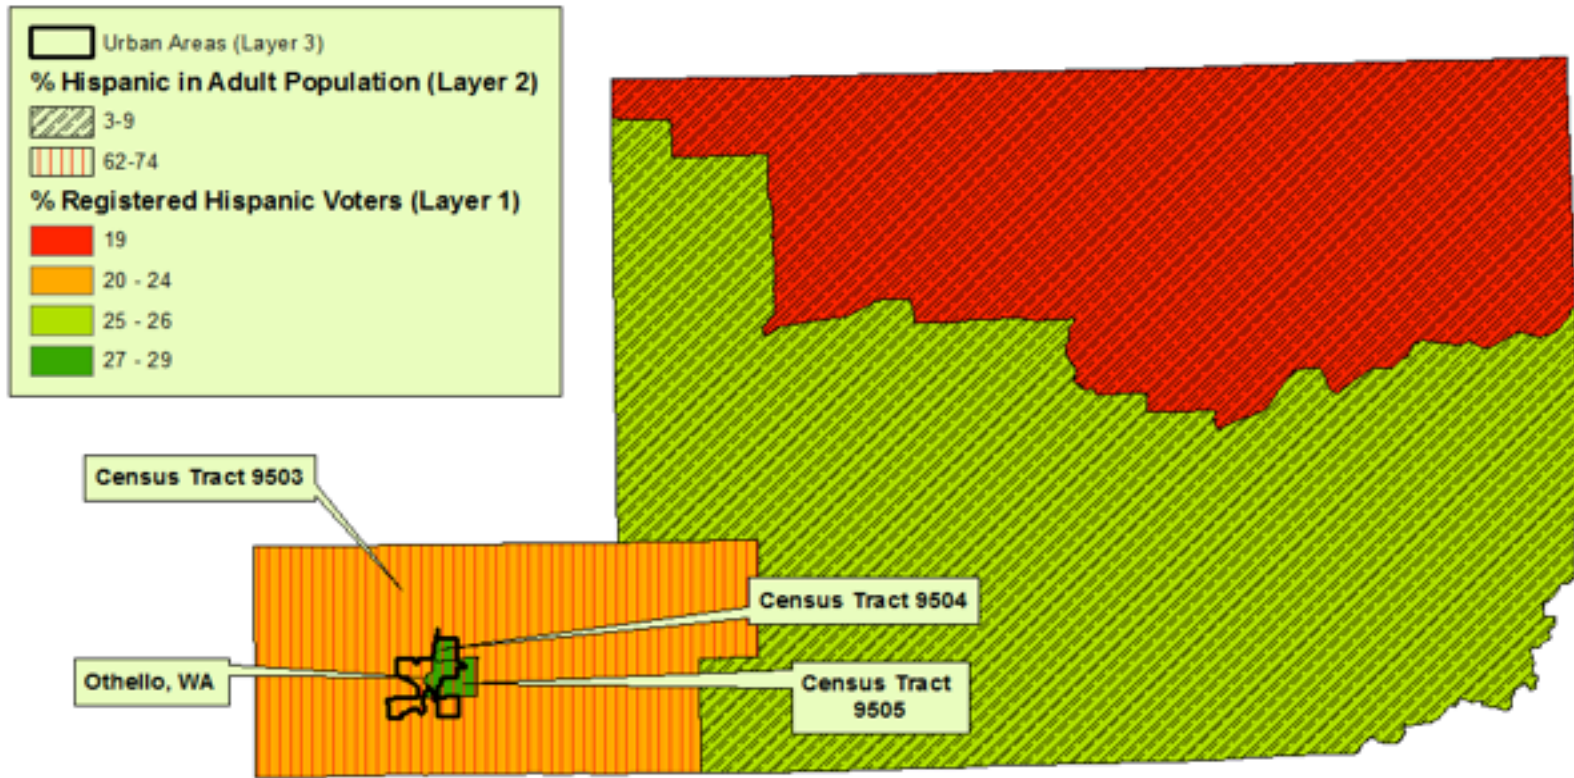 Urban Areas (Layer 3)
% Hispanic in Adult Population (Layer 2)
3-9
62-74
% Registered Hispanic Voters (Layer 1)
19
20 - 24
25 - 26
27 - 29
Census Tract 9503
Census Tract 9504
Othello, WA
Census Tract
9505